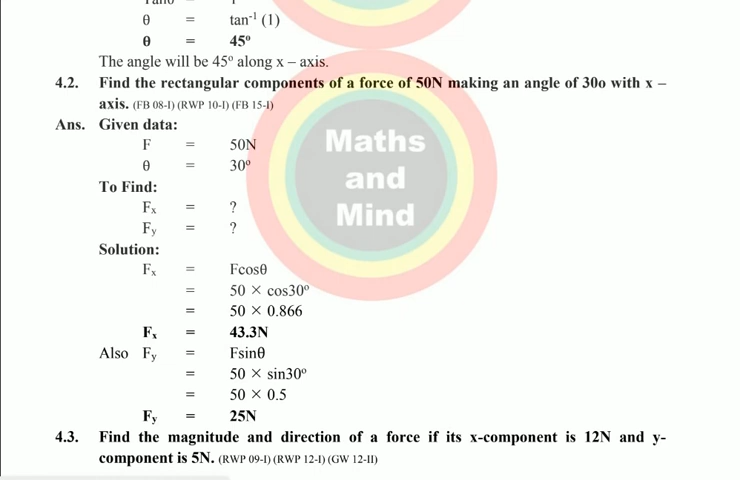 θ = tan⁻¹ (1)
θ = 45°
The angle will be 45° along x – axis.
4.2. Find the rectangular components of a force of 50N making an angle of 30o with x –
axis. (FB 08-I) (RWP 10-I) (FB 15-I)
Ans. Given data:
F = 50N
θ = 30°
To Find:
Fₓ = ?
Fᵧ = ?
Solution:
Fₓ = Fcosθ
= 50 × cos30°
= 50 × 0.866
Fₓ = 43.3N
Also Fᵧ = Fsinθ
= 50 × sin30°
= 50 × 0.5
Fᵧ = 25N
4.3. Find the magnitude and direction of a force if its x-component is 12N and y-
component is 5N. (RWP 09-I) (RWP 12-I) (GW 12-II)
Maths
and
Mind